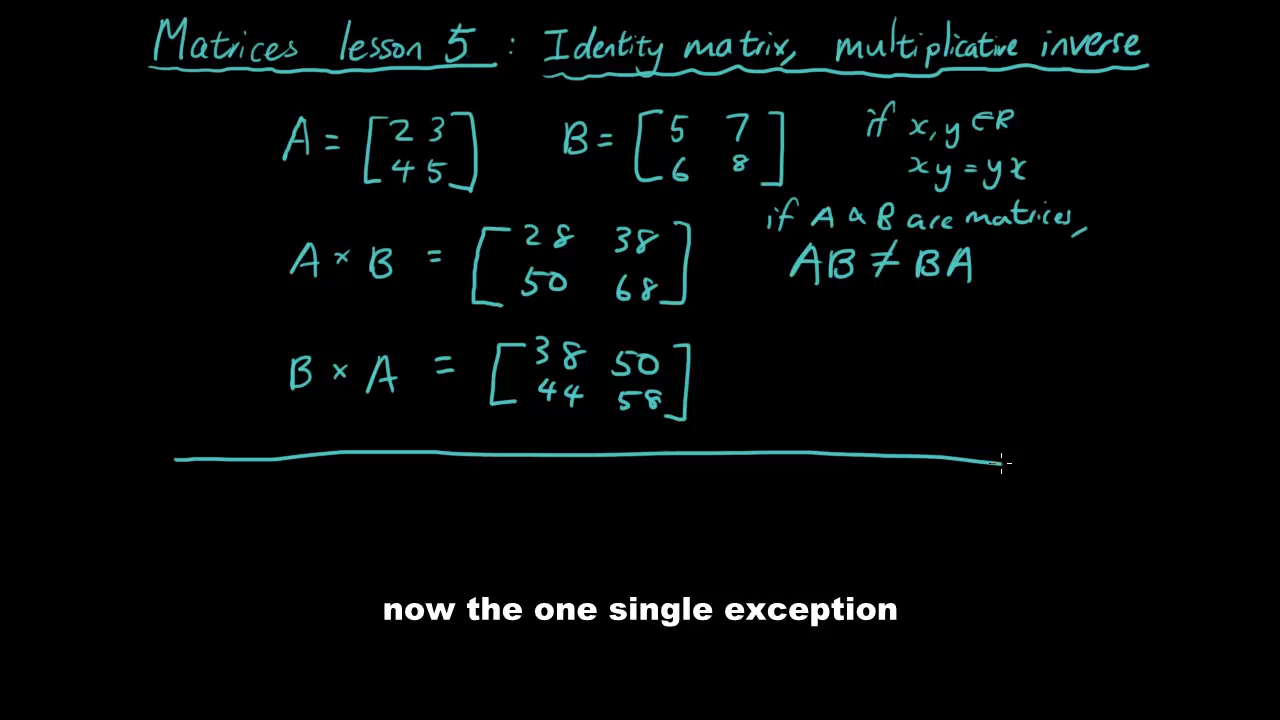 Matrices lesson 5 : Identity matrix, multiplicative inverse
A = [2 3
4 5]
B = [5 7
6 8]
if x, y ∈ R
xy = yx
if A & B are matrices,
AB ≠ BA
A × B = [28 38
50 68]
B × A = [38 50
44 58]
now the one single exception